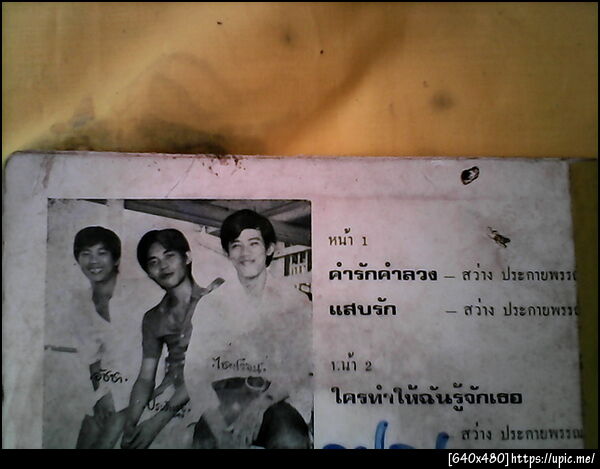 หน้า 1
คำรักคำลวง — สว่าง ประกายพรรณ
แสบรัก — สว่าง ประกายพรรณ
น้า 2
ใครทำให้ฉันรู้จักเธอ
สว่าง ประกายพรรณ
[640x480]https://upic.me/